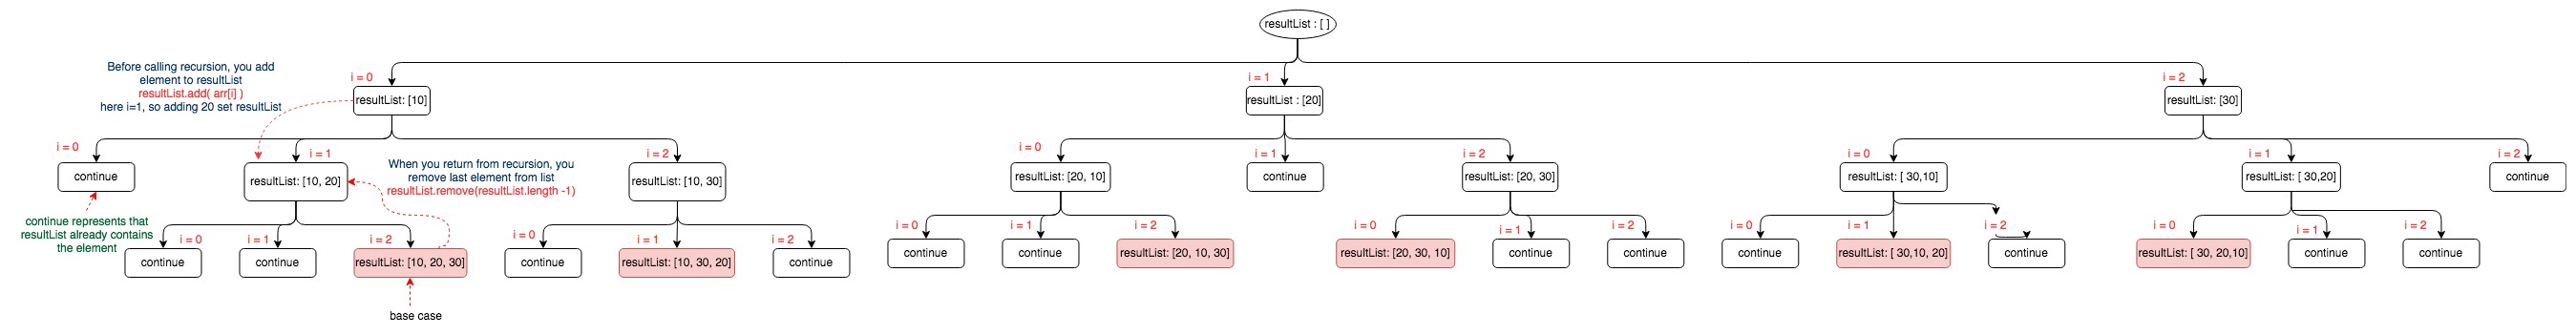 resultList : [ ]
Before calling recursion, you add
element to resultList
resultList.add( arr[i] )
here i=1, so adding 20 set resultList
i = 0
resultList: [10]
i = 1
resultList : [20]
i = 2
resultList: [30]
i = 0
continue
i = 1
resultList: [10, 20]
When you return from recursion, you
remove last element from list
resultList.remove(resultList.length -1)
i = 2
resultList: [10, 30]
i = 0
resultList: [20, 10]
i = 1
continue
i = 2
resultList: [20, 30]
i = 0
resultList: [ 30,10]
i = 1
resultList: [ 30,20]
i = 2
continue
continue represents that
resultList already contains
the element
i = 0
continue
i = 1
continue
i = 2
resultList: [10, 20, 30]
i = 0
continue
i = 1
resultList: [10, 30, 20]
i = 2
continue
i = 0
continue
i = 1
continue
i = 2
resultList: [20, 10, 30]
i = 0
resultList: [20, 30, 10]
i = 1
continue
i = 2
continue
i = 0
continue
i = 1
resultList: [ 30,10, 20]
i = 2
continue
i = 0
resultList: [ 30, 20,10]
i = 1
continue
i = 2
continue
base case